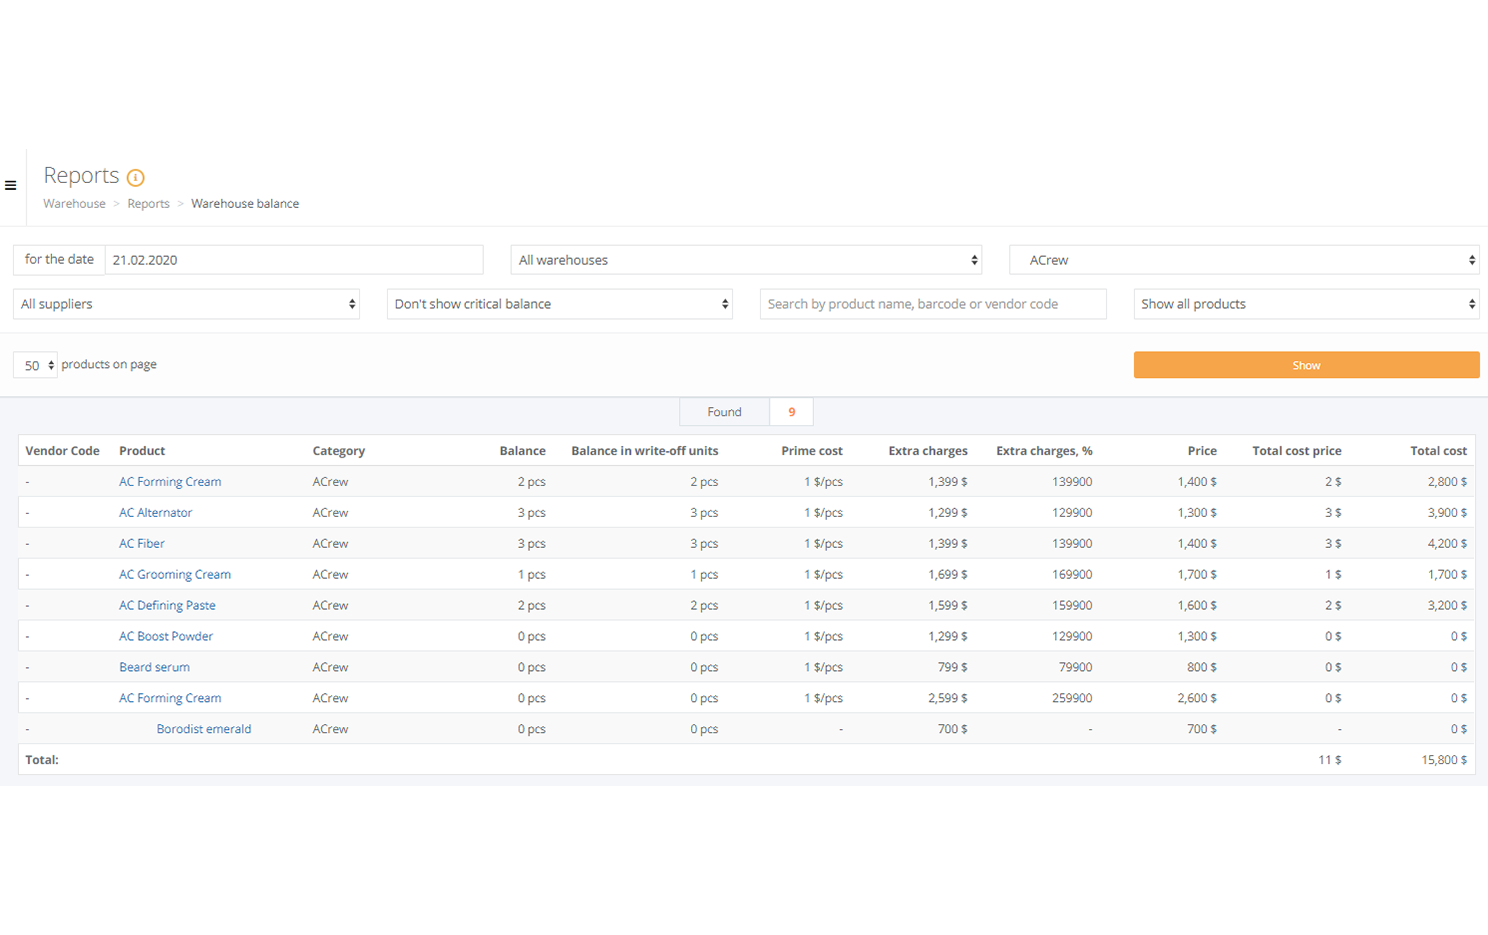 Reports
Warehouse > Reports > Warehouse balance
for the date 21.02.2020 All warehouses ACrew
All suppliers Don't show critical balance Search by product name, barcode or vendor code Show all products
50 products on page Show
Found 9
Vendor Code Product Category Balance Balance in write-off units Prime cost Extra charges Extra charges, % Price Total cost price Total cost
- AC Forming Cream ACrew 2 pcs 2 pcs 1 $/pcs 1,399 $ 139900 1,400 $ 2 $ 2,800 $
- AC Alternator ACrew 3 pcs 3 pcs 1 $/pcs 1,299 $ 129900 1,300 $ 3 $ 3,900 $
- AC Fiber ACrew 3 pcs 3 pcs 1 $/pcs 1,399 $ 139900 1,400 $ 3 $ 4,200 $
- AC Grooming Cream ACrew 1 pcs 1 pcs 1 $/pcs 1,699 $ 169900 1,700 $ 1 $ 1,700 $
- AC Defining Paste ACrew 2 pcs 2 pcs 1 $/pcs 1,599 $ 159900 1,600 $ 2 $ 3,200 $
- AC Boost Powder ACrew 0 pcs 0 pcs 1 $/pcs 1,299 $ 129900 1,300 $ 0 $ 0 $
- Beard serum ACrew 0 pcs 0 pcs 1 $/pcs 799 $ 79900 800 $ 0 $ 0 $
- AC Forming Cream ACrew 0 pcs 0 pcs 1 $/pcs 2,599 $ 259900 2,600 $ 0 $ 0 $
- Borodist emerald ACrew 0 pcs 0 pcs - 700 $ - 700 $ - 0 $
Total: 11 $ 15,800 $